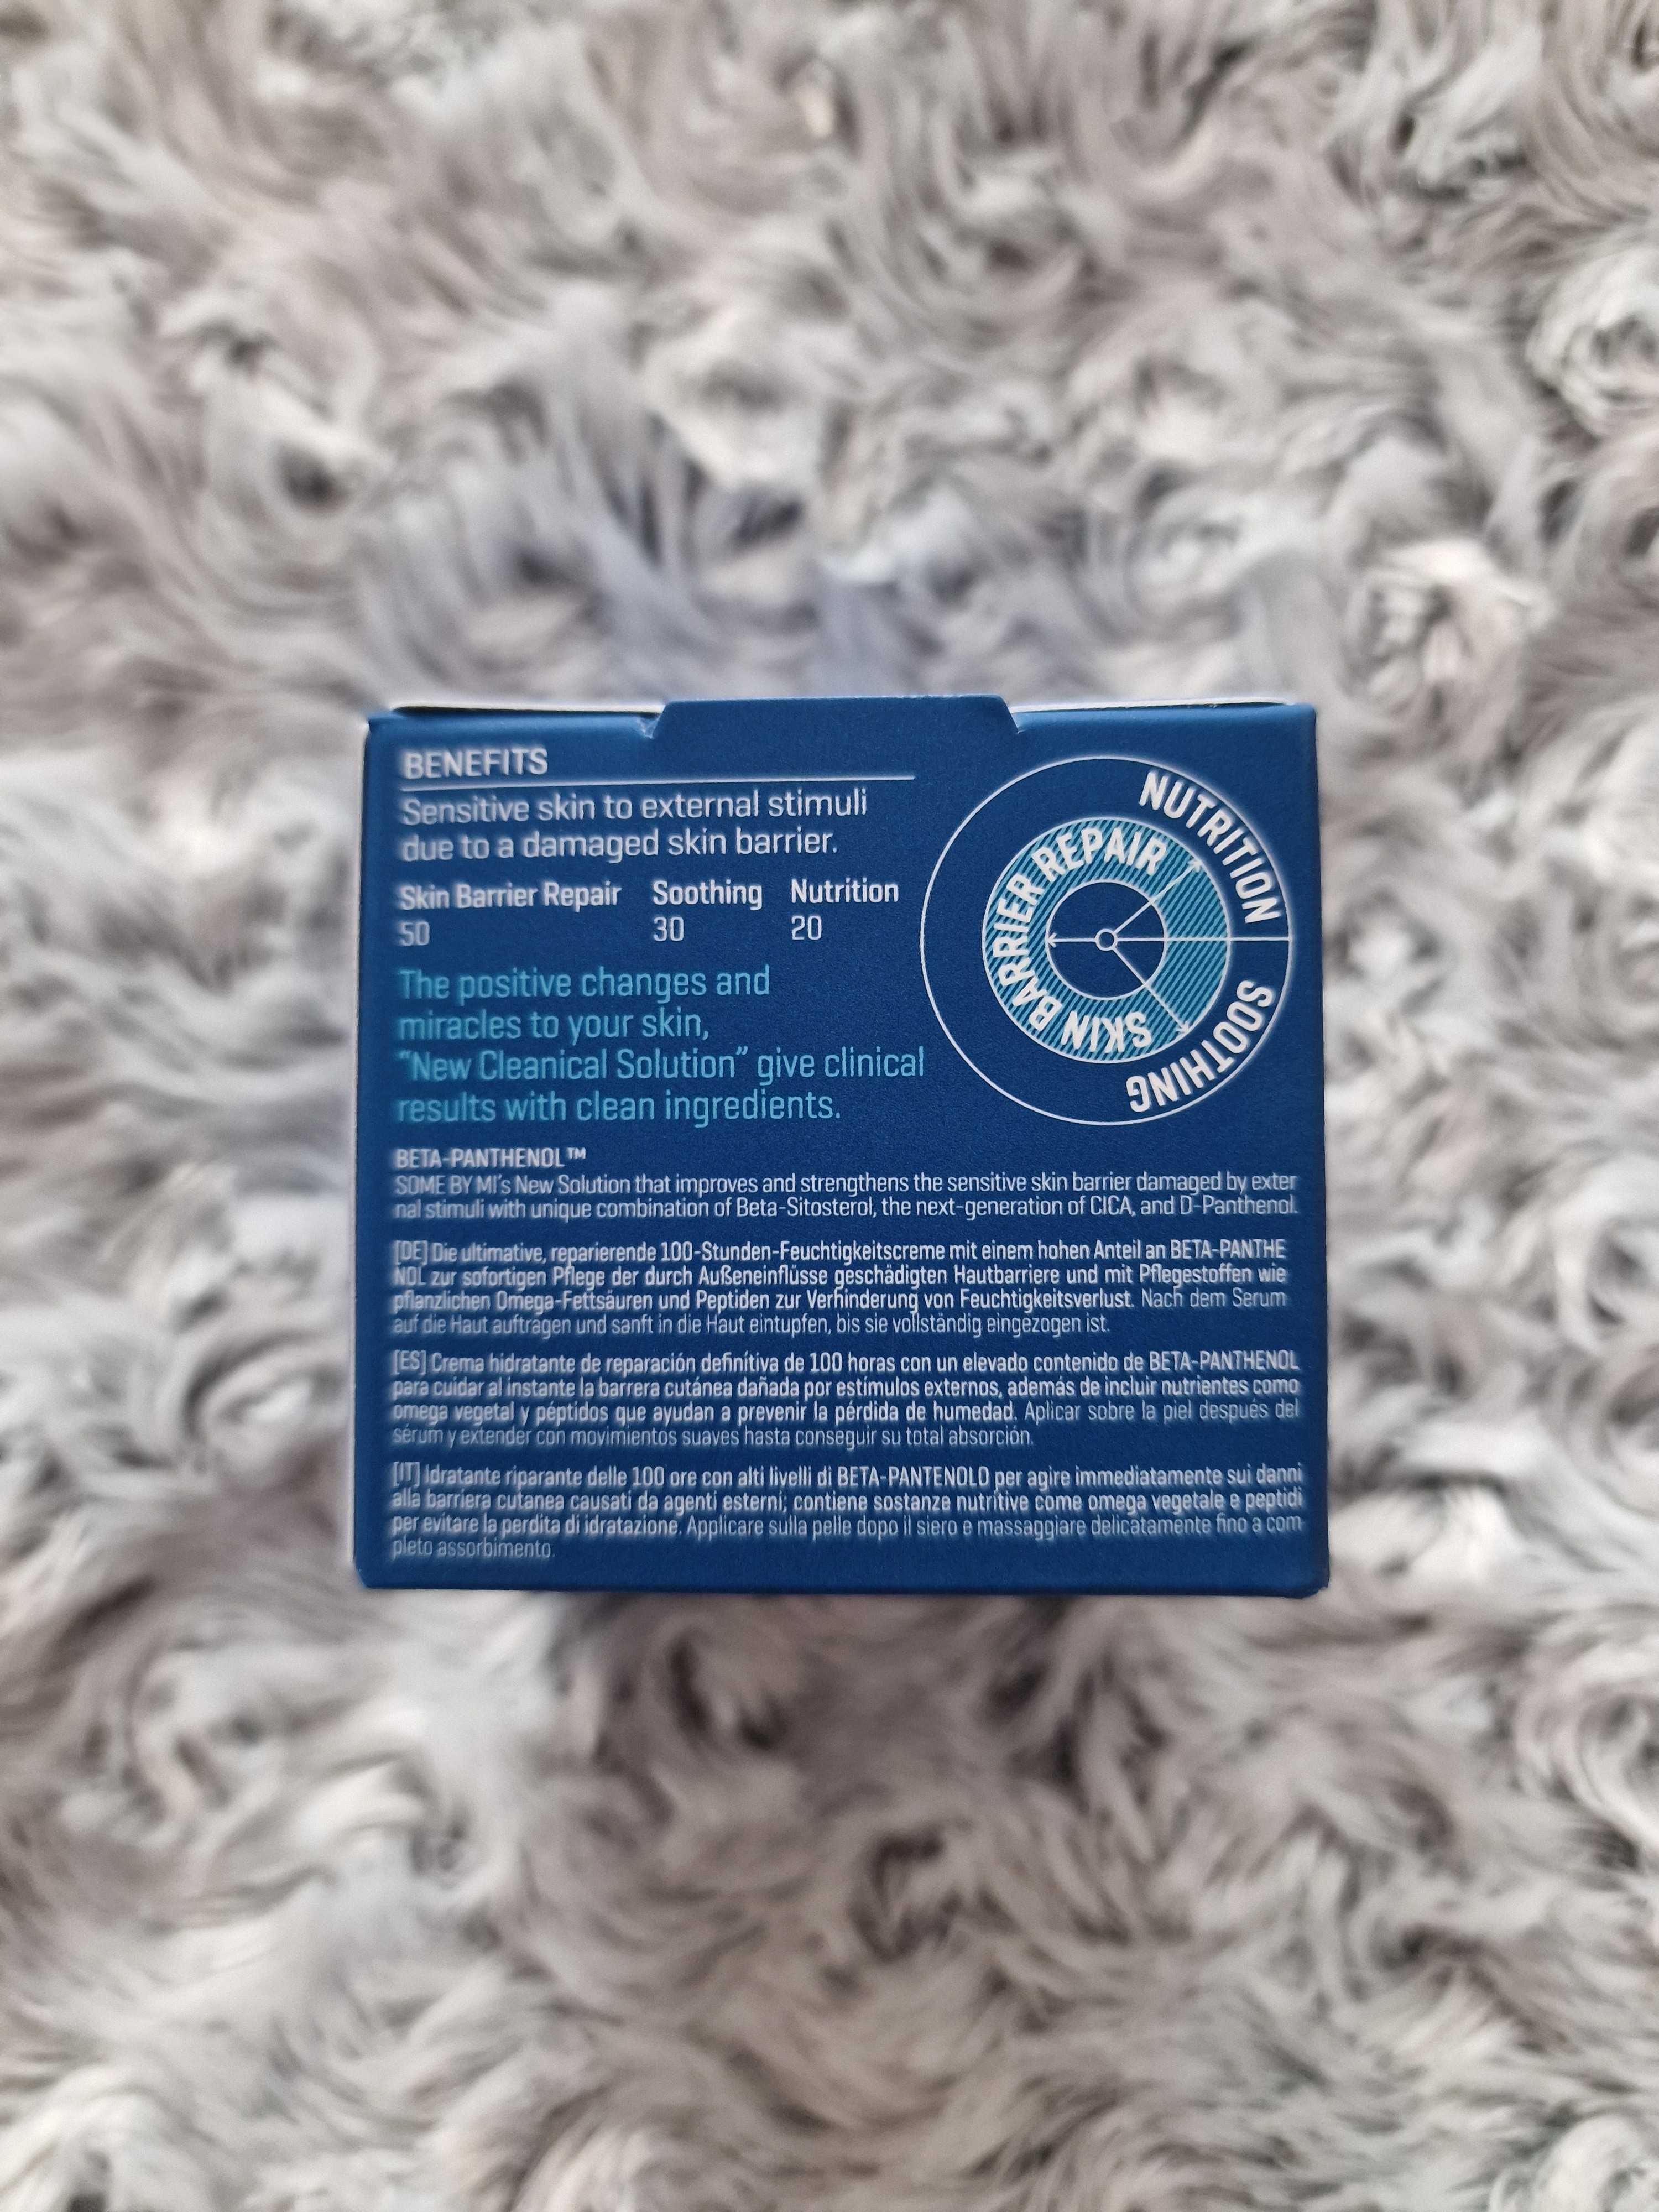 BENEFITS
Sensitive skin to external stimuli
due to a damaged skin barrier.
Skin Barrier Repair Soothing Nutrition
50 30 20
The positive changes and
miracles to your skin,
“New Cleanical Solution” give clinical
results with clean ingredients.
NUTRITION
SKIN BARRIER REPAIR
SOOTHING
BETA-PANTHENOL™
SOME BY MI's New Solution that improves and strengthens the sensitive skin barrier damaged by exter
nal stimuli with unique combination of Beta-Sitosterol, the next-generation of CICA, and D-Panthenol.
[DE] Die ultimative, reparierende 100-Stunden-Feuchtigkeitscreme mit einem hohen Anteil an BETA-PANTHE
NOL zur sofortigen Pflege der durch Außeneinflüsse geschädigten Hautbarriere und mit Pflegestoffen wie
pflanzlichen Omega-Fettsäuren und Peptiden zur Verhinderung von Feuchtigkeitsverlust. Nach dem Serum
auf die Haut auftragen und sanft in die Haut eintupfen, bis sie vollständig eingezogen ist.
[ES] Crema hidratante de reparación definítiva de 100 horas con un elevado contenido de BETA-PANTHENOL
para cuidar al instante la barrera cutánea dañada por estímulos externos, además de incluir nutrientes como
omega vegetal y péptidos que ayudan a prevenir la pérdida de humedad. Aplicar sobre la piel después del
sérum y extender con movimientos suaves hasta conseguir su total absorción.
[IT] Idratante riparante delle 100 ore con alti livelli di BETA-PANTENOLO per agire immediatamente sui danni
alla barriera cutanea causati da agenti esterni; contiene sostanze nutritive come omega vegetale e peptidi
per evitare la perdita di idratazione. Applicare sulla pelle dopo il siero e massaggiare delicatamente fino a com
pleto assorbimento.